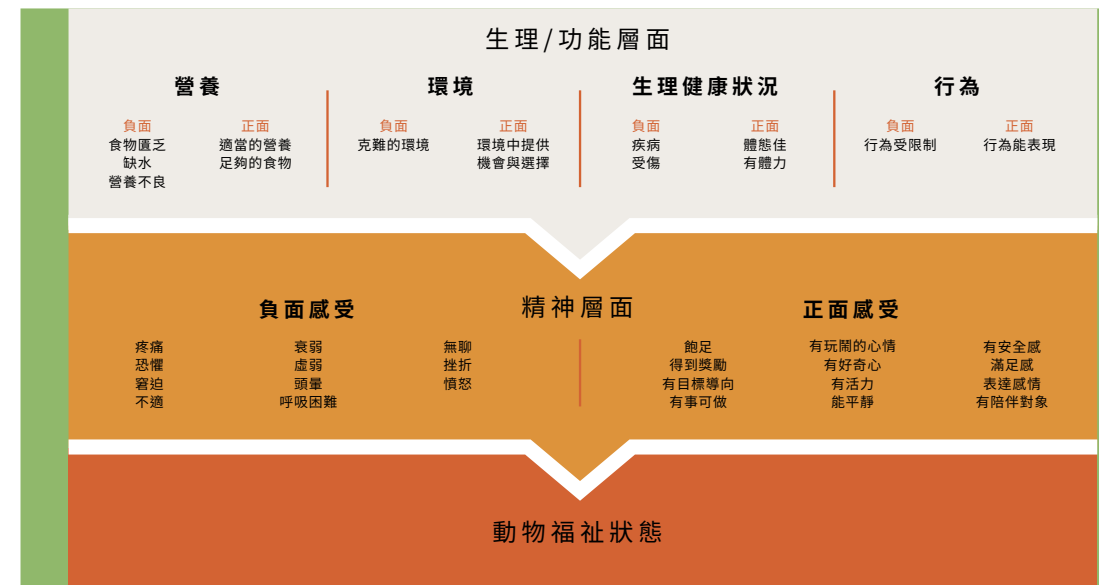 生理/功能層面
營養
負面
食物匱乏
缺水
營養不良
正面
適當的營養
足夠的食物
環境
負面
克難的環境
正面
環境中提供
機會與選擇
生理健康狀況
負面
疾病
受傷
正面
體態佳
有體力
行為
負面
行為受限制
正面
行為能表現
精神層面
負面感受
疼痛
恐懼
窘迫
不適
衰弱
虛弱
頭暈
呼吸困難
無聊
挫折
憤怒
正面感受
飽足
得到獎勵
有目標導向
有事可做
有玩鬧的心情
有好奇心
有活力
能平靜
有安全感
滿足感
表達感情
有陪伴對象
動物福祉狀態